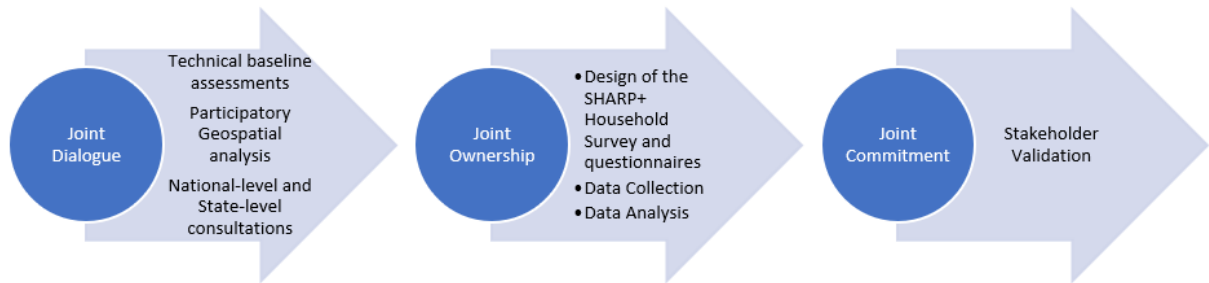 Joint
Dialogue
Technical baseline
assessments
Participatory
Geospatial
analysis
National-level and
State-level
consultations
Joint
Ownership
•Design of the
SHARP+
Household
Survey and
questionnaires
•Data Collection
•Data Analysis
Joint
Commitment
Stakeholder
Validation